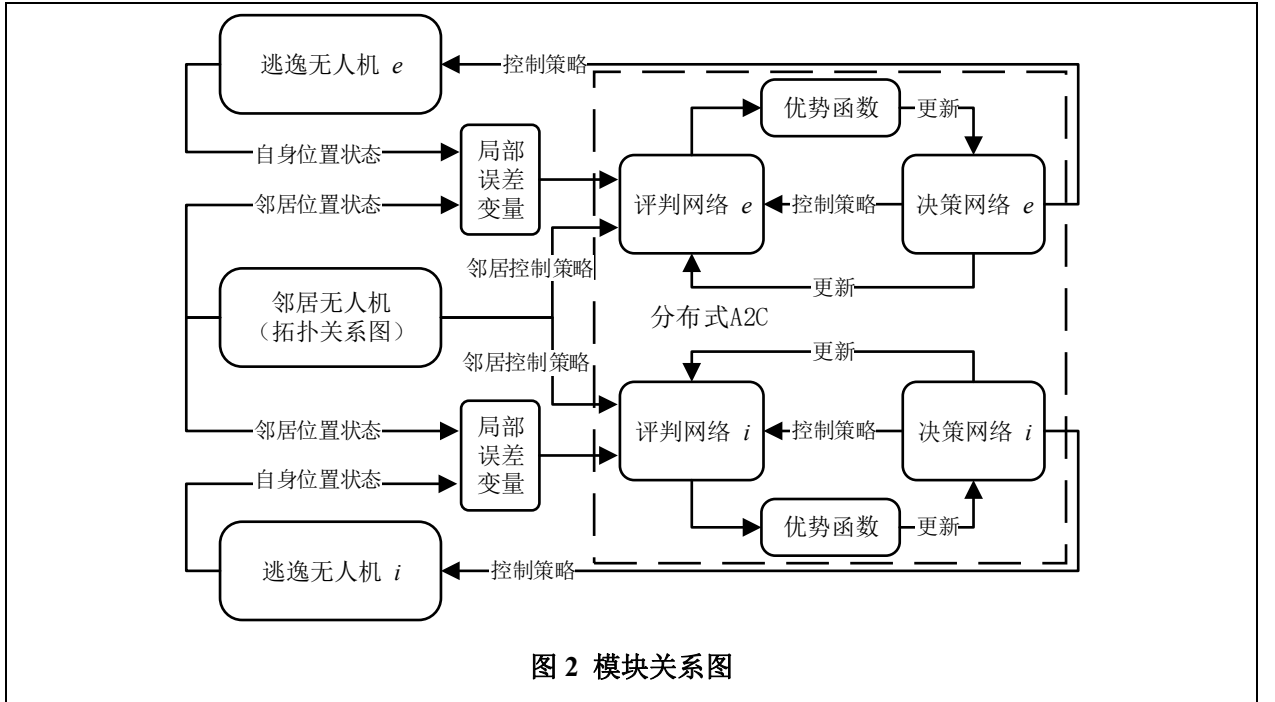 逃逸无人机 e
控制策略
优势函数
更新
自身位置状态
局部
误差
变量
评判网络 e
控制策略
决策网络 e
邻居位置状态
邻居控制策略
更新
邻居无人机
（拓扑关系图）
分布式A2C
更新
邻居控制策略
邻居位置状态
局部
误差
变量
评判网络 i
控制策略
决策网络 i
自身位置状态
优势函数
更新
逃逸无人机 i
控制策略
图 2 模块关系图